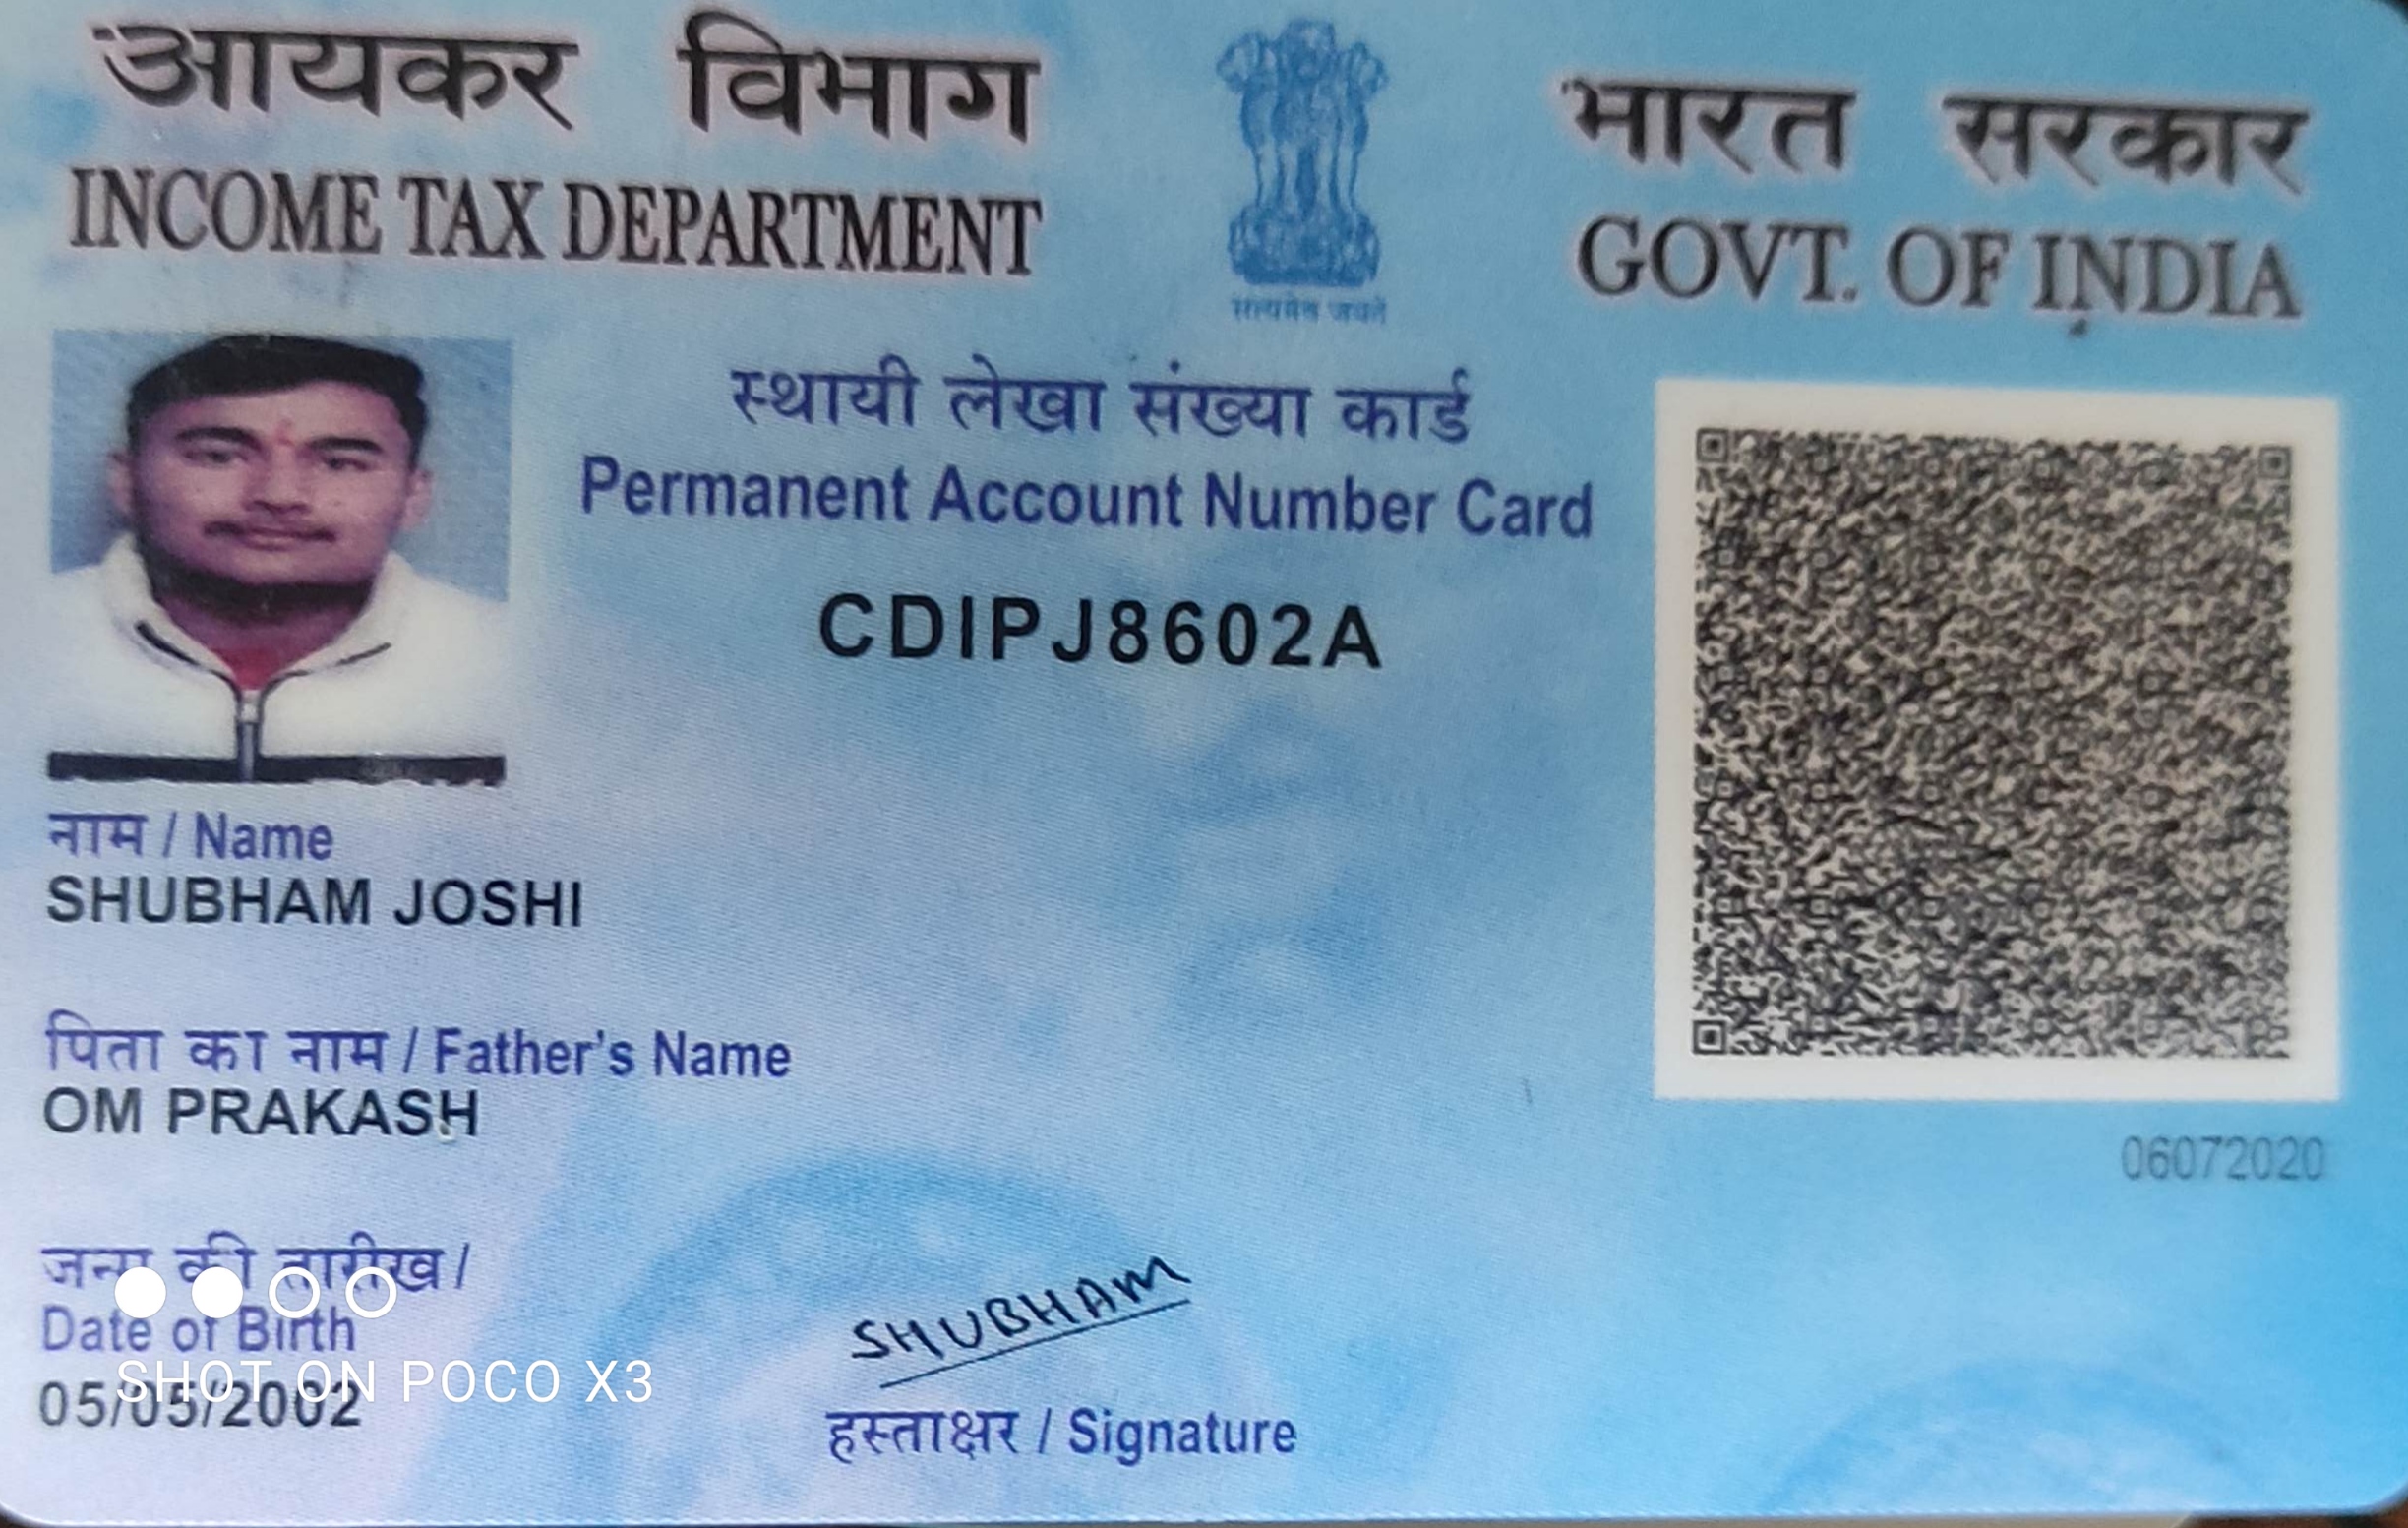 आयकर विभाग
INCOME TAX DEPARTMENT
भारत सरकार
GOVT. OF INDIA
सत्यमेव जयते
स्थायी लेखा संख्या कार्ड
Permanent Account Number Card
CDIPJ8602A
नाम / Name
SHUBHAM JOSHI
पिता का नाम / Father's Name
OM PRAKASH
06072020
जन्म की तारीख /
Date of Birth
05/05/2002
SHUBHAM
हस्ताक्षर / Signature
SHOT ON POCO X3